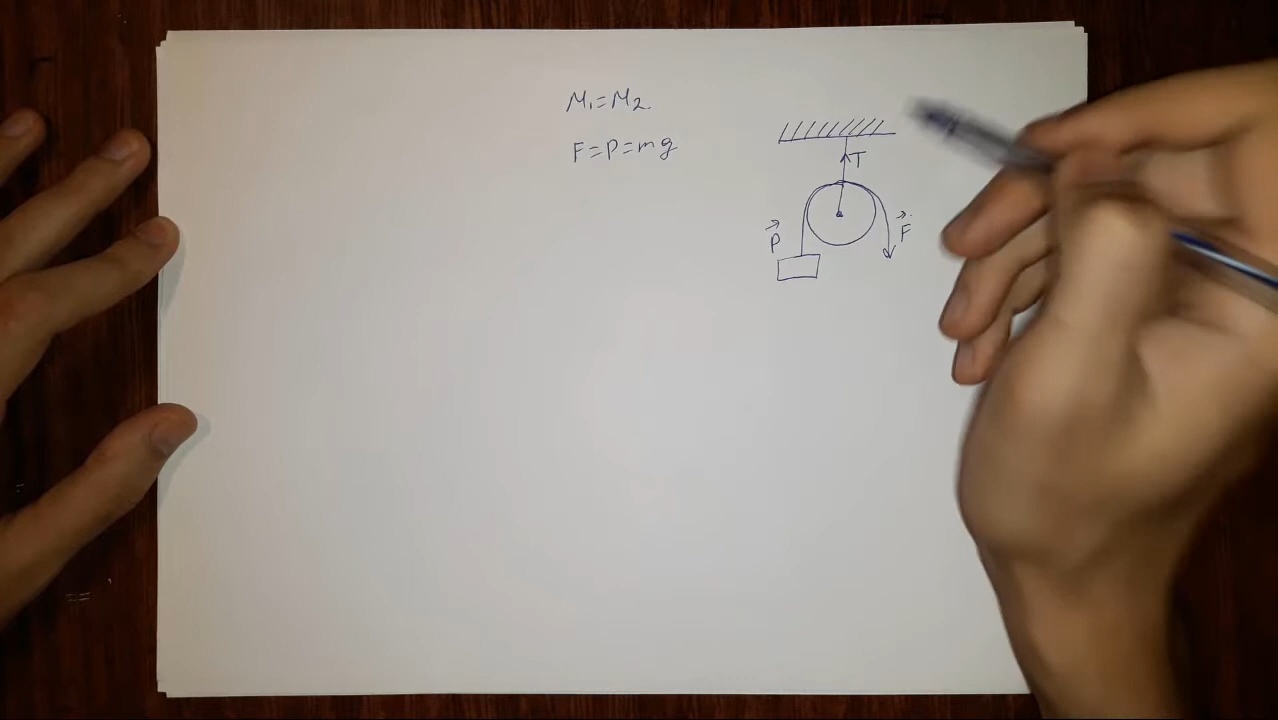 M₁=M₂
F=P=mg
T
P⃗
F⃗